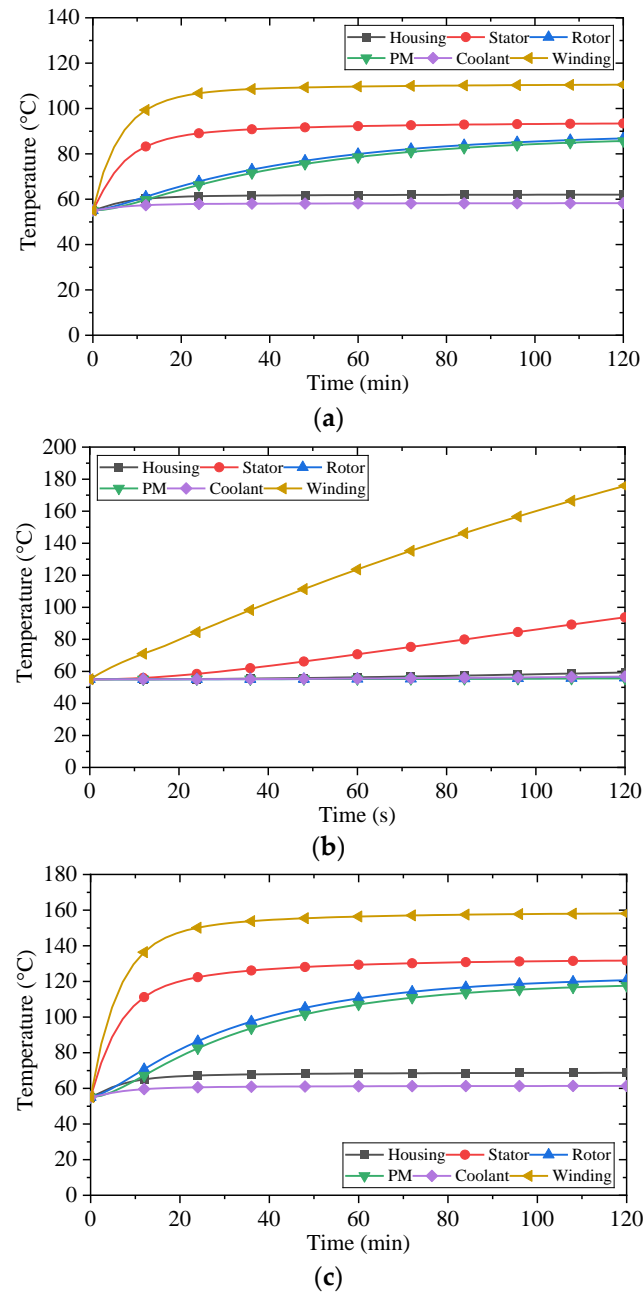 140
120
100
80
60
40
20
0
Temperature (°C)
Housing Stator Rotor
PM Coolant Winding
0 20 40 60 80 100 120
Time (min)
(a)
200
180
160
140
120
100
80
60
40
20
0
Temperature (°C)
Housing Stator Rotor
PM Coolant Winding
0 20 40 60 80 100 120
Time (s)
(b)
180
160
140
120
100
80
60
40
20
0
Temperature (°C)
Housing Stator Rotor
PM Coolant Winding
0 20 40 60 80 100 120
Time (min)
(c)